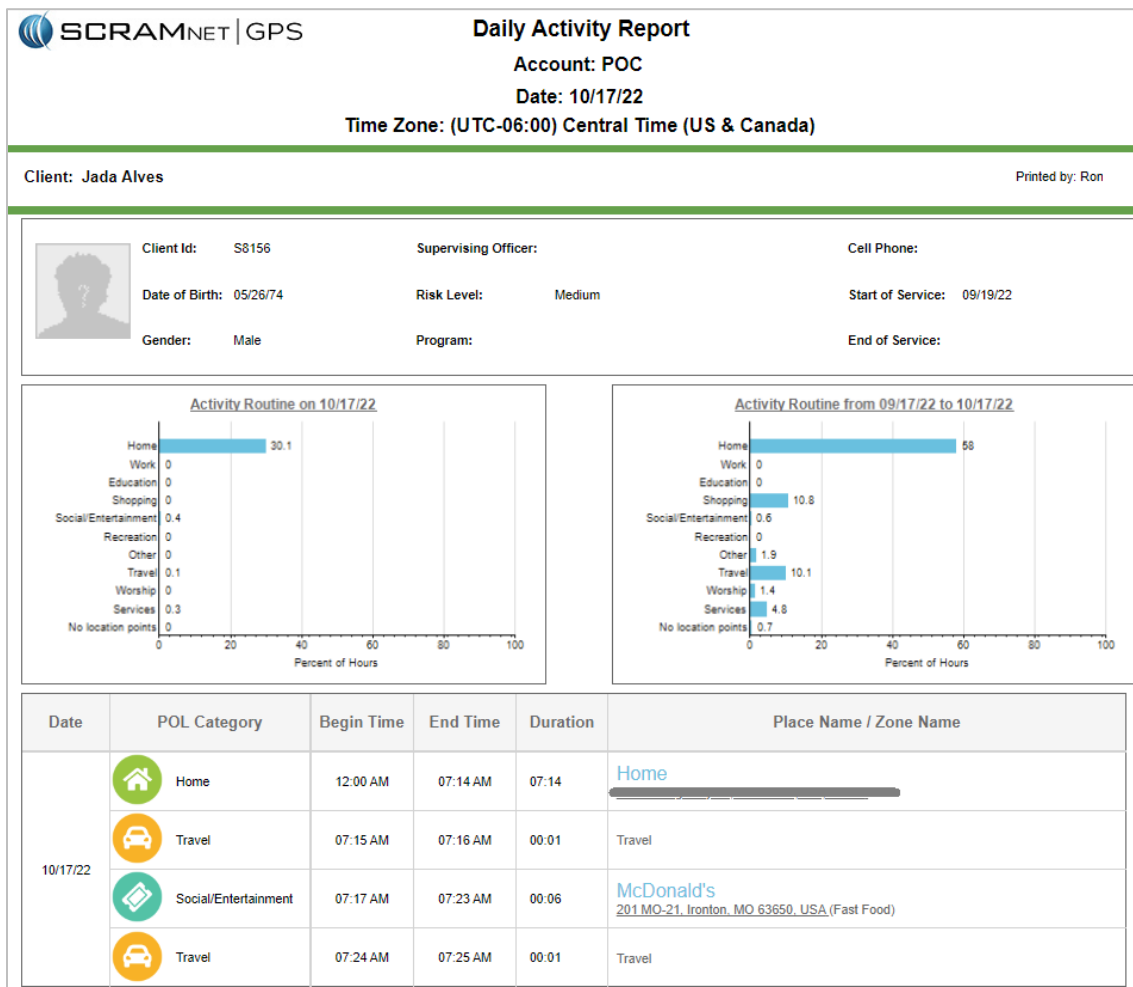 SCRAMNET|GPS
Daily Activity Report
Account: POC
Date: 10/17/22
Time Zone: (UTC-06:00) Central Time (US & Canada)
Client: Jada Alves
Printed by: Ron
Client Id: S8156 Supervising Officer: Cell Phone:
Date of Birth: 05/26/74 Risk Level: Medium Start of Service: 09/19/22
Gender: Male Program: End of Service:
Activity Routine on 10/17/22
Home 30.1
Work 0
Education 0
Shopping 0
Social/Entertainment 0.4
Recreation 0
Other 0
Travel 0.1
Worship 0
Services 0.3
No location points 0
0 20 40 60 80 100
Percent of Hours
Activity Routine from 09/17/22 to 10/17/22
Home 58
Work 0
Education 0
Shopping 10.8
Social/Entertainment 0.6
Recreation 0
Other 1.9
Travel 10.1
Worship 1.4
Services 4.8
No location points 0.7
0 20 40 60 80 100
Percent of Hours
Date POL Category Begin Time End Time Duration Place Name / Zone Name
10/17/22
Home 12:00 AM 07:14 AM 07:14 Home
Travel 07:15 AM 07:16 AM 00:01 Travel
Social/Entertainment 07:17 AM 07:23 AM 00:06 McDonald's
201 MO-21, Ironton, MO 63650, USA (Fast Food)
Travel 07:24 AM 07:25 AM 00:01 Travel